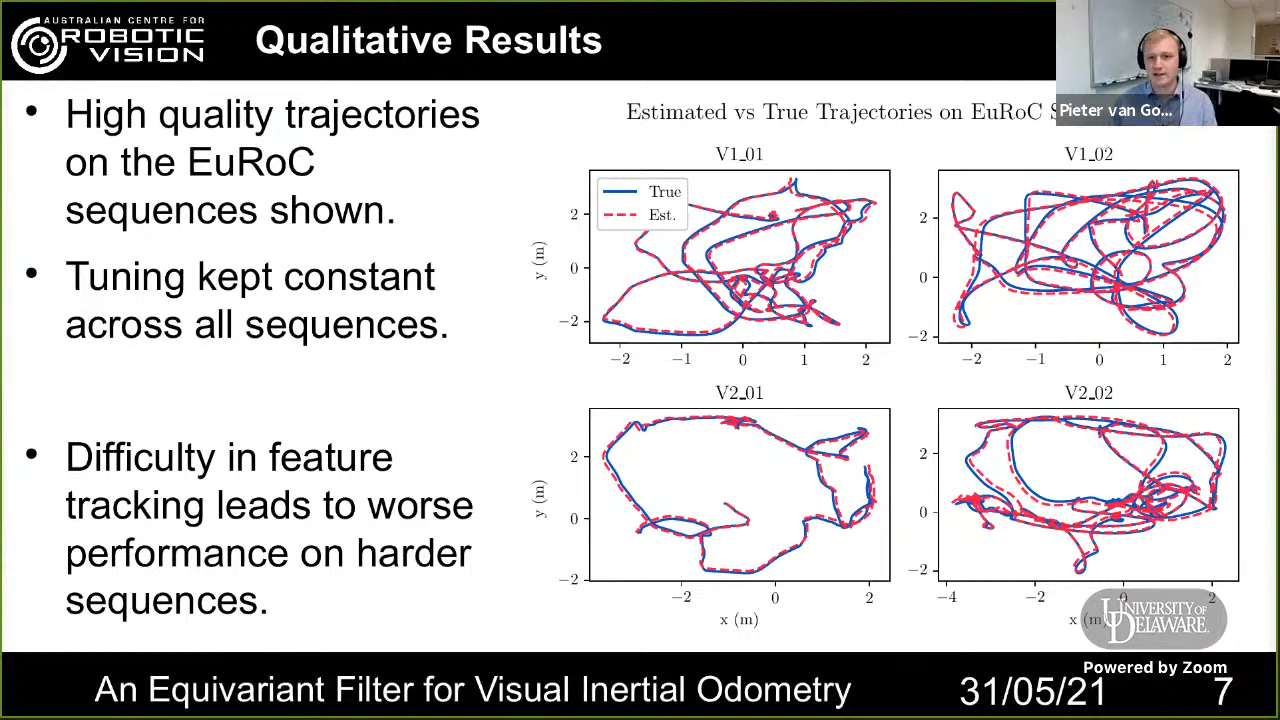 AUSTRALIAN CENTRE FOR
ROBOTIC
VISION
Qualitative Results
Pieter van Go...
• High quality trajectories
on the EuRoC
sequences shown.
• Tuning kept constant
across all sequences.
• Difficulty in feature
tracking leads to worse
performance on harder
sequences.
Estimated vs True Trajectories on EuRoC
V1_01
True
Est.
y (m)
2
0
−2
−2 −1 0 1 2
V1_02
2
0
−2
−2 −1 0 1 2
V2_01
y (m)
2
0
−2
−2 0 2
x (m)
V2_02
2
0
−2
−4 −2 0 2
x (m)
UNIVERSITY OF
DELAWARE.
Powered by Zoom
An Equivariant Filter for Visual Inertial Odometry
31/05/21
7